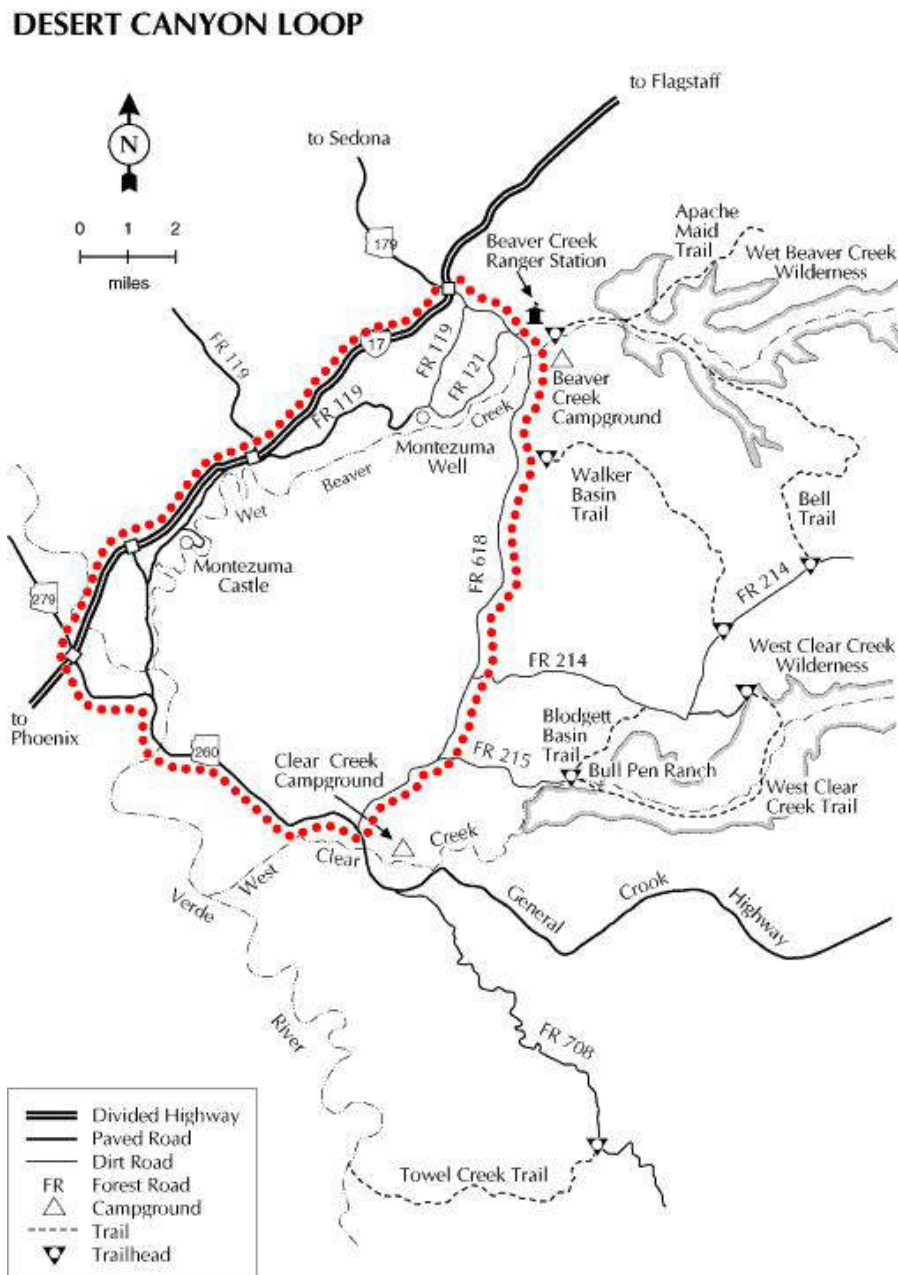 DESERT CANYON LOOP
to Flagstaff
to Sedona
N
0 1 2
miles
179
Beaver Creek
Ranger Station
Apache
Maid
Trail
Wet Beaver Creek
Wilderness
FR 119
17
FR 119
FR 121
FR 119
Creek
Beaver
Creek
Campground
Montezuma
Well
Beaver
Wet
Walker
Basin
Trail
Bell
Trail
Montezuma
Castle
279
FR 618
FR 214
FR 214
West Clear Creek
Wilderness
to
Phoenix
260
Clear Creek
Campground
Blodgett
Basin
Trail
FR 215
Bull Pen Ranch
West Clear
Creek Trail
Creek
Clear
West
Verde
General
Crook
Highway
River
FR 708
Towel Creek Trail
Divided Highway
Paved Road
Dirt Road
FR Forest Road
Campground
Trail
Trailhead